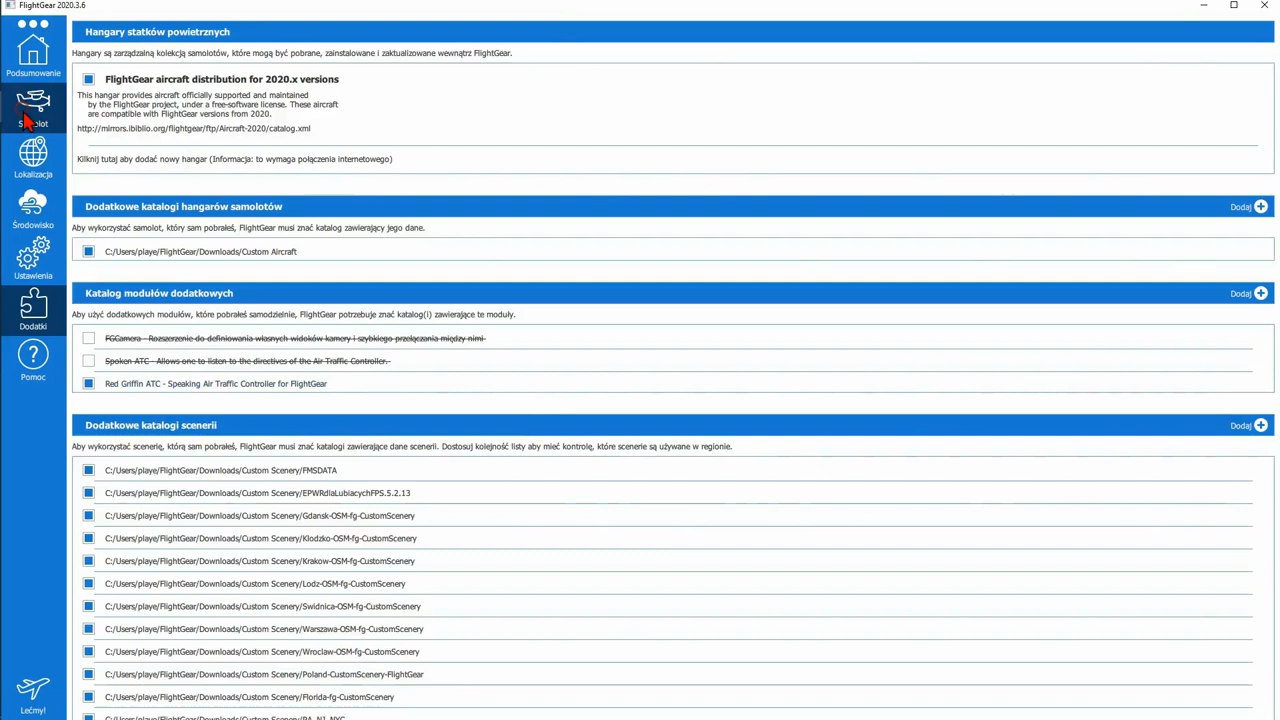 FlightGear 2020.3.6
Podsumowanie
Lokalizacja
Środowisko
Ustawienia
Dodatki
Pomoc
Lećmy!
Hangary statków powietrznych
Hangary są zarządzalną kolekcją samolotów, które mogą być pobrane, zainstalowane i zaktualizowane wewnątrz FlightGear.
FlightGear aircraft distribution for 2020.x versions
This hangar provides aircraft officially supported and maintained
by the FlightGear project, under a free-software license. These aircraft
are compatible with FlightGear versions from 2020.
http://mirrors.ibiblio.org/flightgear/ftp/Aircraft-2020/catalog.xml
Kilknij tutaj aby dodać nowy hangar (Informacja: to wymaga połączenia internetowego)
Dodatkowe katalogi hangarów samolotów
Dodaj
Aby wykorzystać samolot, który sam pobrałeś, FlightGear musi znać katalog zawierający jego dane.
C:/Users/playe/FlightGear/Downloads/Custom Aircraft
Katalog modułów dodatkowych
Dodaj
Aby użyć dodatkowych modułów, które pobrałeś samodzielnie, FlightGear potrzebuje znać katalog(i) zawierające te moduły.
FGCamera - Rozszerzenie do definiowania własnych widoków kamery i szybkiego przełączania między nimi
Spoken ATC - Allows one to listen to the directives of the Air Traffic Controller.
Red Griffin ATC - Speaking Air Traffic Controller for FlightGear
Dodatkowe katalogi scenerii
Dodaj
Aby wykorzystać scenerię, którą sam pobrałeś, FlightGear musi znać katalogi zawierające dane scenerii. Dostosuj kolejność listy aby mieć kontrolę, które scenerie są używane w regionie.
C:/Users/playe/FlightGear/Downloads/Custom Scenery/FMSDATA
C:/Users/playe/FlightGear/Downloads/Custom Scenery/EPWRdlaLubiacychFPS.5.2.13
C:/Users/playe/FlightGear/Downloads/Custom Scenery/Gdansk-OSM-fg-CustomScenery
C:/Users/playe/FlightGear/Downloads/Custom Scenery/Klodzko-OSM-fg-CustomScenery
C:/Users/playe/FlightGear/Downloads/Custom Scenery/Krakow-OSM-fg-CustomScenery
C:/Users/playe/FlightGear/Downloads/Custom Scenery/Lodz-OSM-fg-CustomScenery
C:/Users/playe/FlightGear/Downloads/Custom Scenery/Swidnica-OSM-fg-CustomScenery
C:/Users/playe/FlightGear/Downloads/Custom Scenery/Warszawa-OSM-fg-CustomScenery
C:/Users/playe/FlightGear/Downloads/Custom Scenery/Wroclaw-OSM-fg-CustomScenery
C:/Users/playe/FlightGear/Downloads/Custom Scenery/Poland-CustomScenery-FlightGear
C:/Users/playe/FlightGear/Downloads/Custom Scenery/Florida-fg-CustomScenery